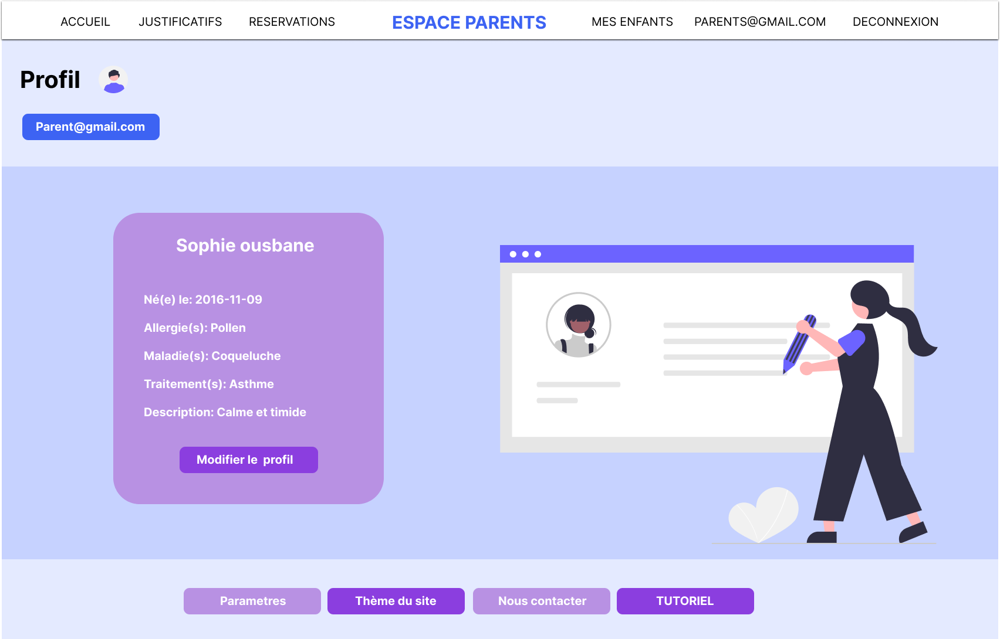 ACCUEIL JUSTIFICATIFS RESERVATIONS ESPACE PARENTS MES ENFANTS PARENTS@GMAIL.COM DECONNEXION
Profil
Parent@gmail.com
Sophie ousbane
Né(e) le: 2016-11-09
Allergie(s): Pollen
Maladie(s): Coqueluche
Traitement(s): Asthme
Description: Calme et timide
Modifier le profil
Parametres Thème du site Nous contacter TUTORIEL